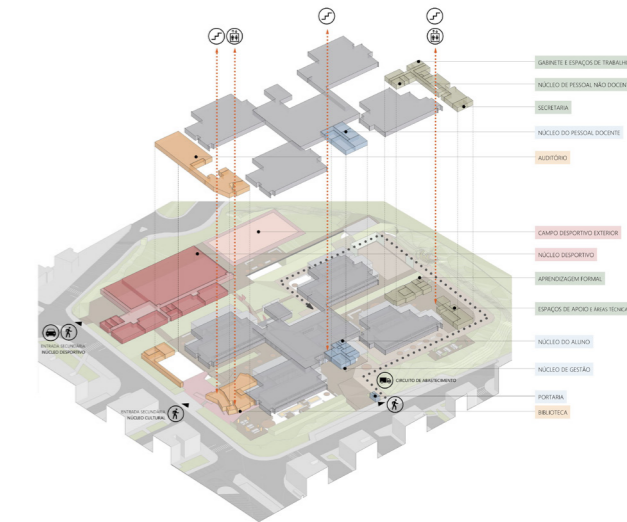 GABINETE E ESPAÇOS DE TRABALH
NÚCLEO DE PESSOAL NÃO DOCEN
SECRETARIA
NÚCLEO DO PESSOAL DOCENTE
AUDITÓRIO
CAMPO DESPORTIVO EXTERIOR
NÚCLEO DESPORTIVO
APRENDIZAGEM FORMAL
ESPAÇOS DE APOIO E ÁREAS TÉCNICA
NÚCLEO DO ALUNO
NÚCLEO DE GESTÃO
PORTARIA
BIBLIOTECA
ENTRADA SECUNDÁRIA
NÚCLEO DESPORTIVO
CIRCUITO DE ABASTECIMENTO
ENTRADA SECUNDÁRIA
NÚCLEO CULTURAL